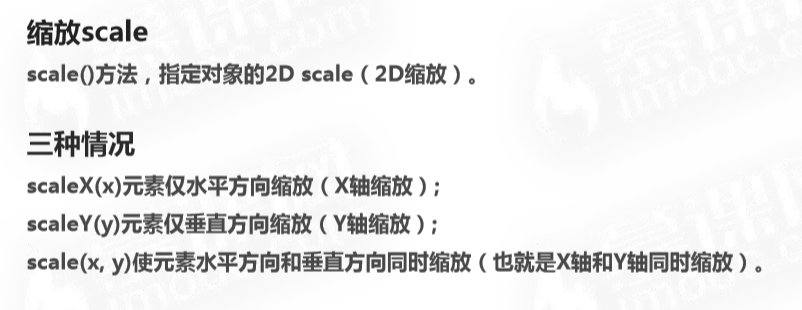 缩放scale
scale()方法，指定对象的2D scale（2D缩放）。
三种情况
scaleX(x)元素仅水平方向缩放（X轴缩放）；
scaleY(y)元素仅垂直方向缩放（Y轴缩放）；
scale(x, y)使元素水平方向和垂直方向同时缩放（也就是X轴和Y轴同时缩放）。